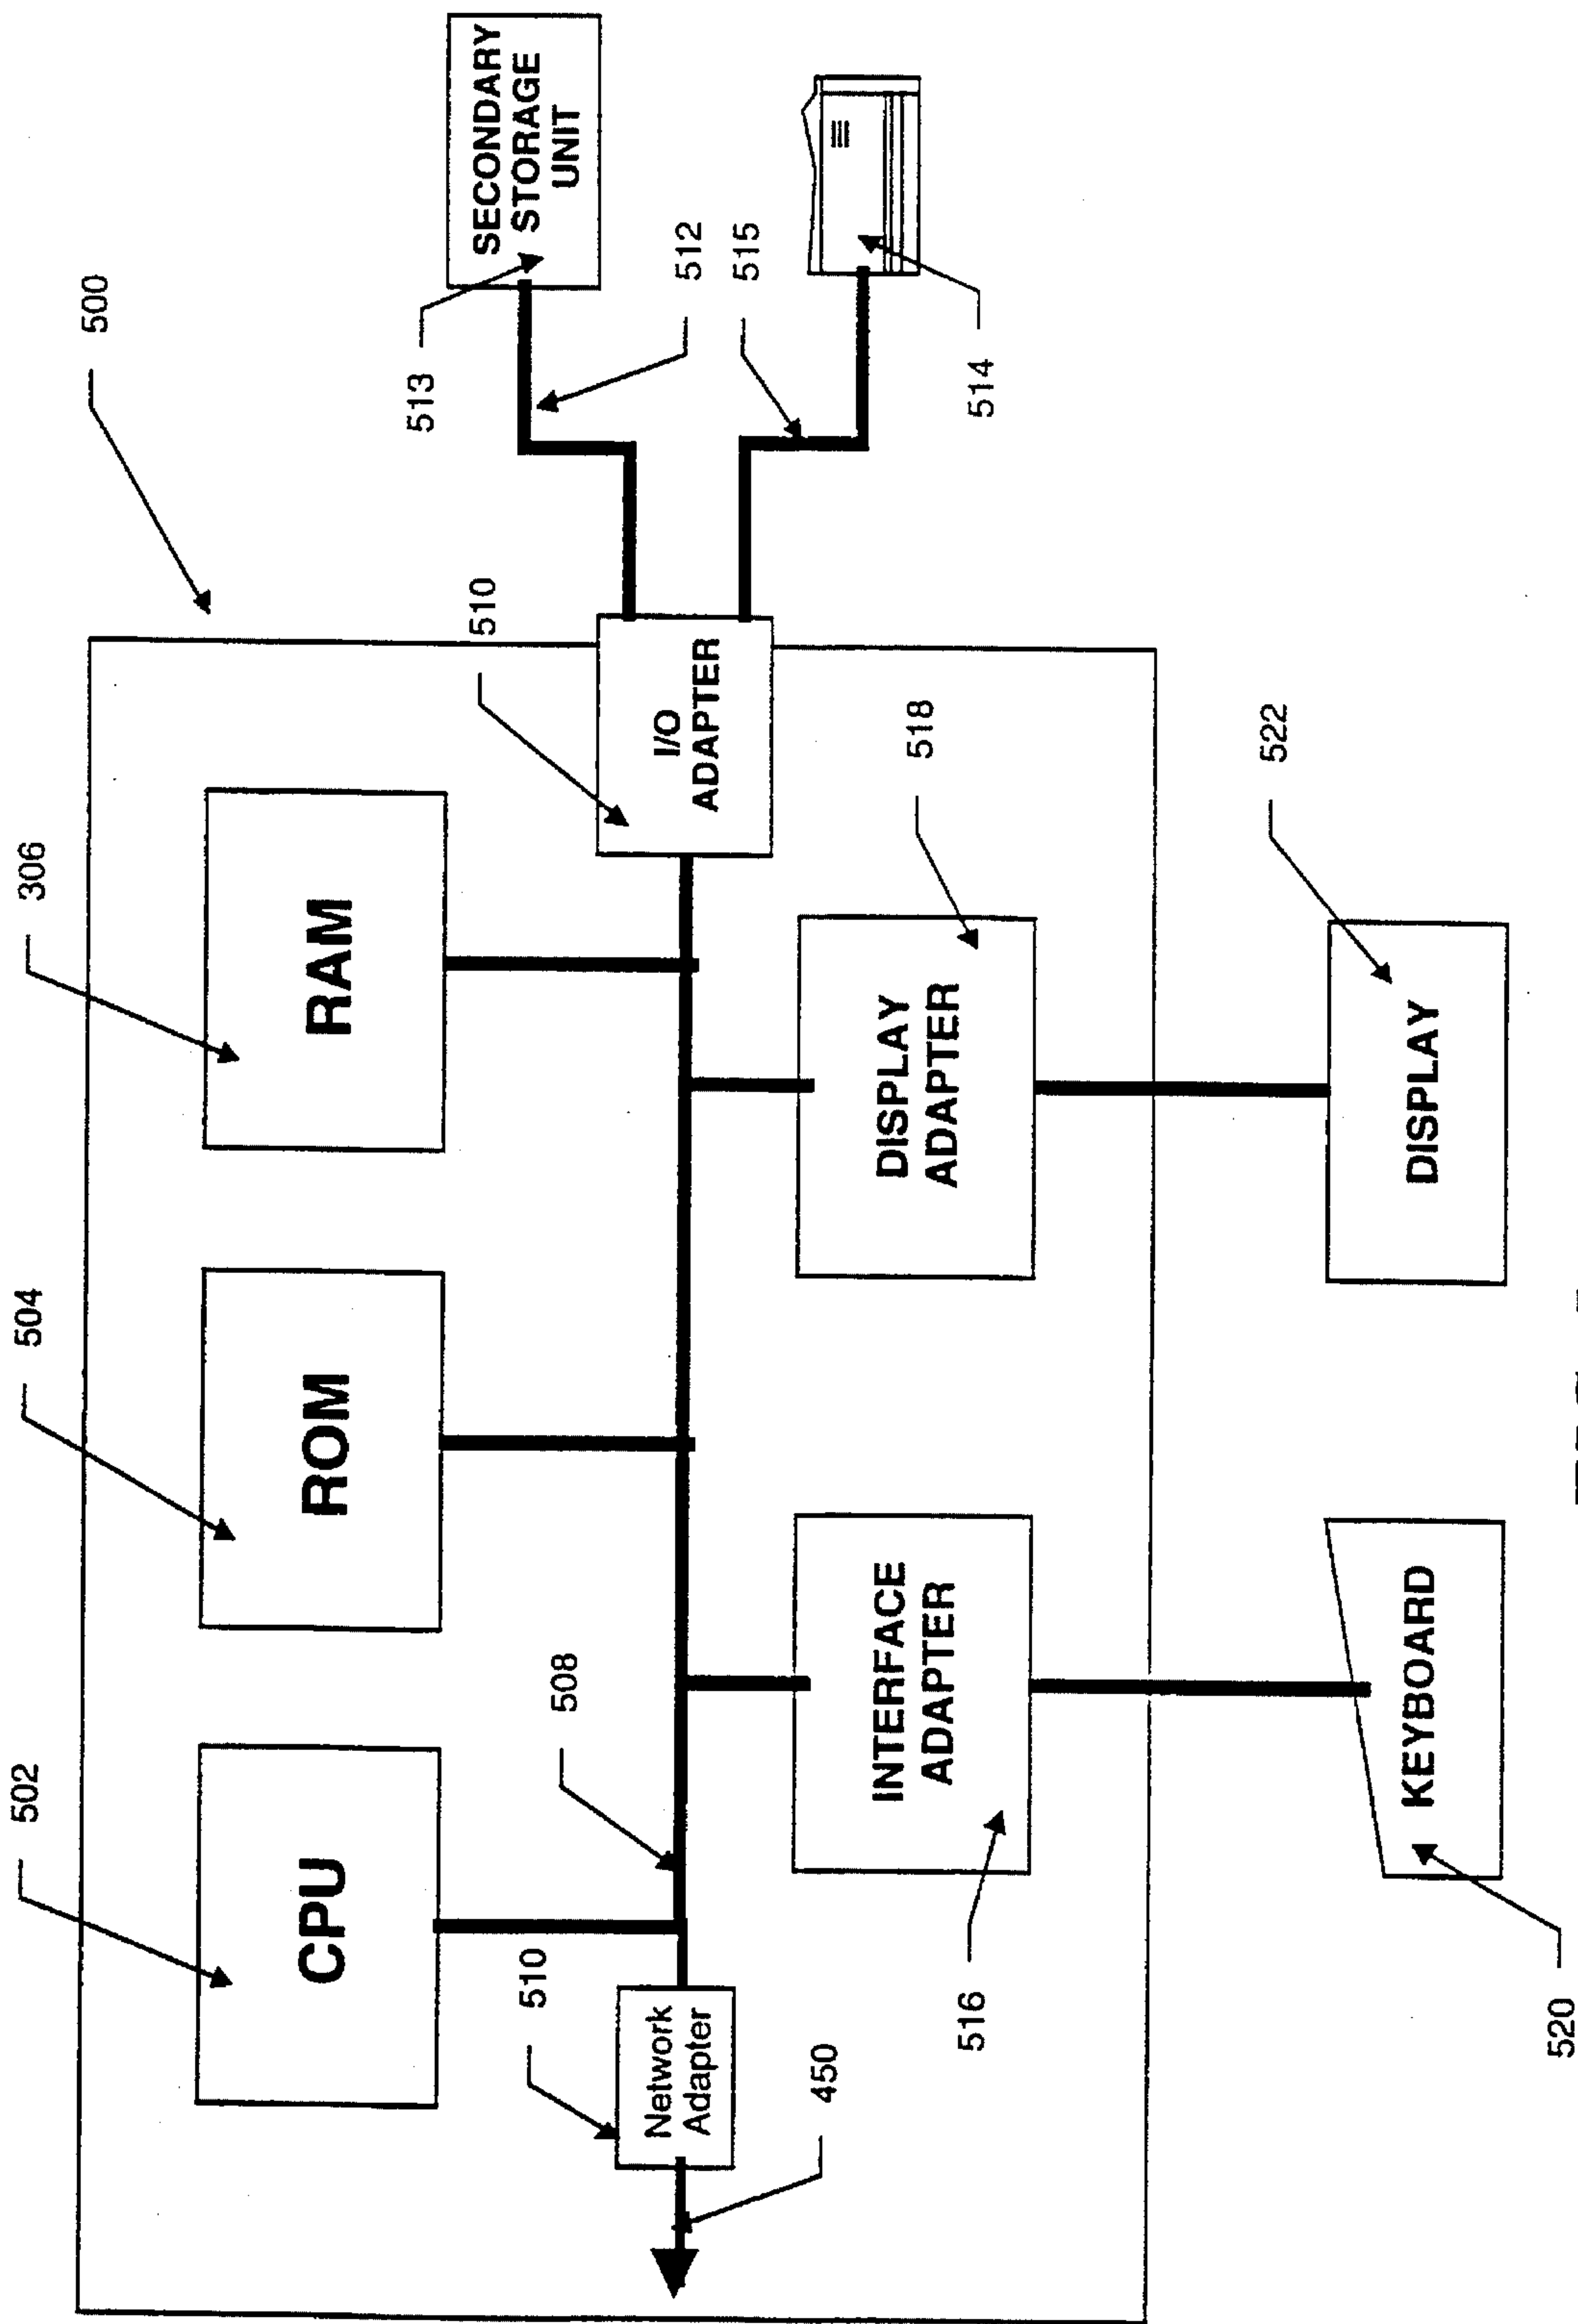 500
502
504
306
CPU
ROM
RAM
510
508
510
Network
Adapter
I/O
ADAPTER
450
513
SECONDARY
STORAGE
UNIT
512
515
514
INTERFACE
ADAPTER
516
DISPLAY
ADAPTER
518
KEYBOARD
520
DISPLAY
522